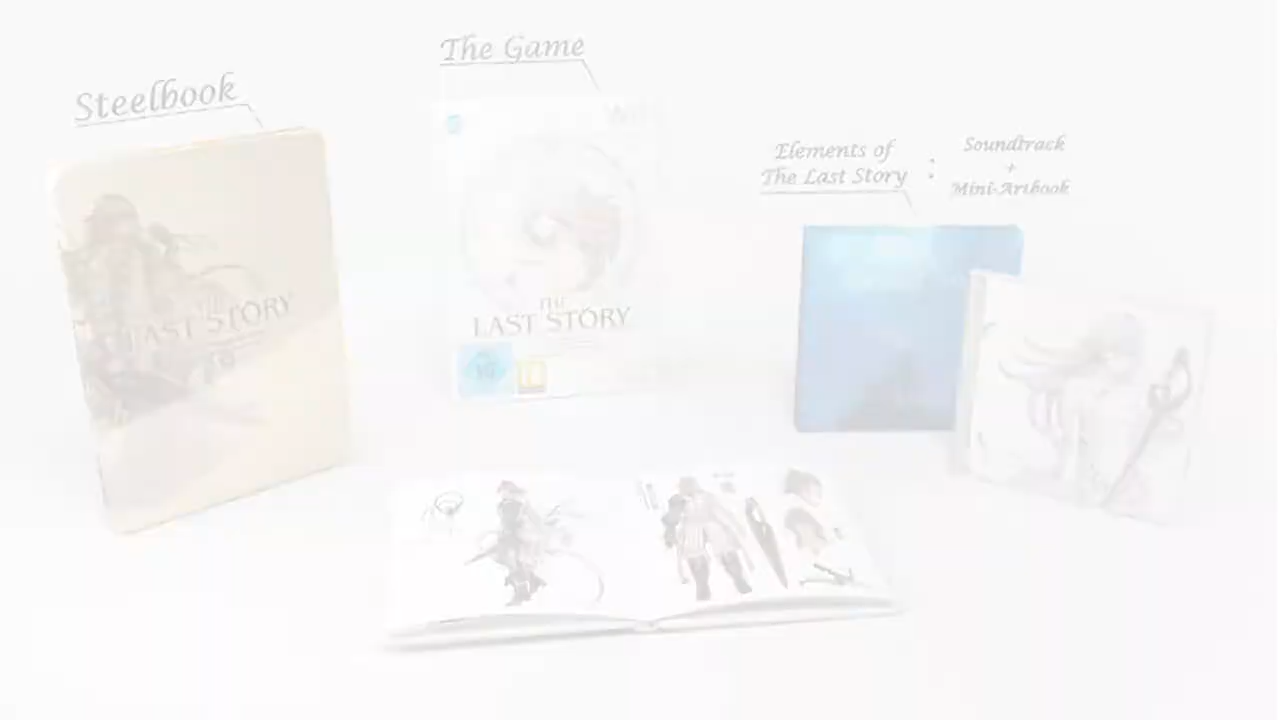 The Game
Steelbook
Elements of
The Last Story
:
Soundtrack
+
Mini-Artbook
THE
LAST STORY
THE
LAST STORY
Wii